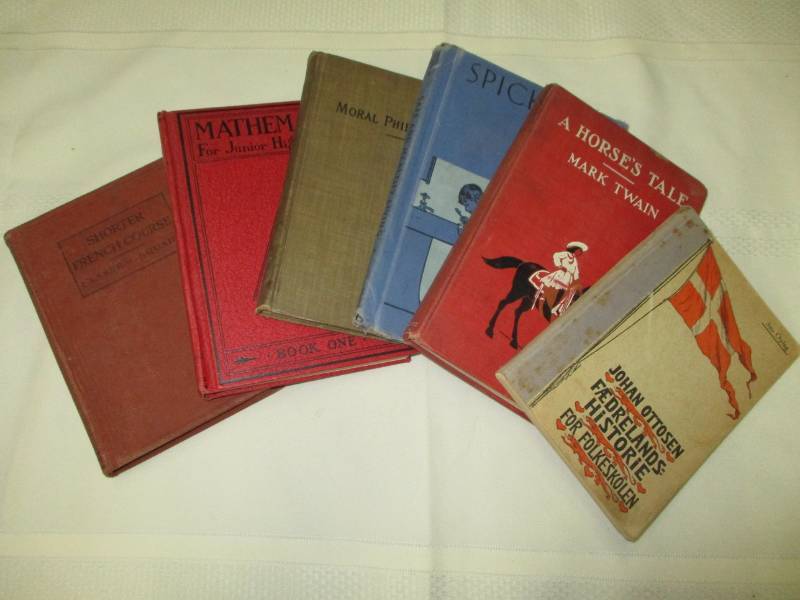 SHORTER
FRENCH COURSE
MATHEM
For Junior Hi
BOOK ONE
MORAL PHI
SPIC
A HORSE'S TALE
MARK TWAIN
JOHAN OTTOSEN
FÆDRELANDS-
HISTORIE
FOR FOLKESKOLEN